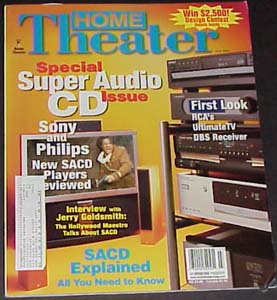 Win $2,500!
Design Contest
HOME
Theater
Special
Super Audio
CD Issue
Sony
and
Philips
New SACD
Players
Reviewed
First Look
RCA's
UltimateTV
DBS Receiver
Interview with
Jerry Goldsmith:
The Hollywood Maestro
Talks About SACD
SACD
Explained
All You Need to Know